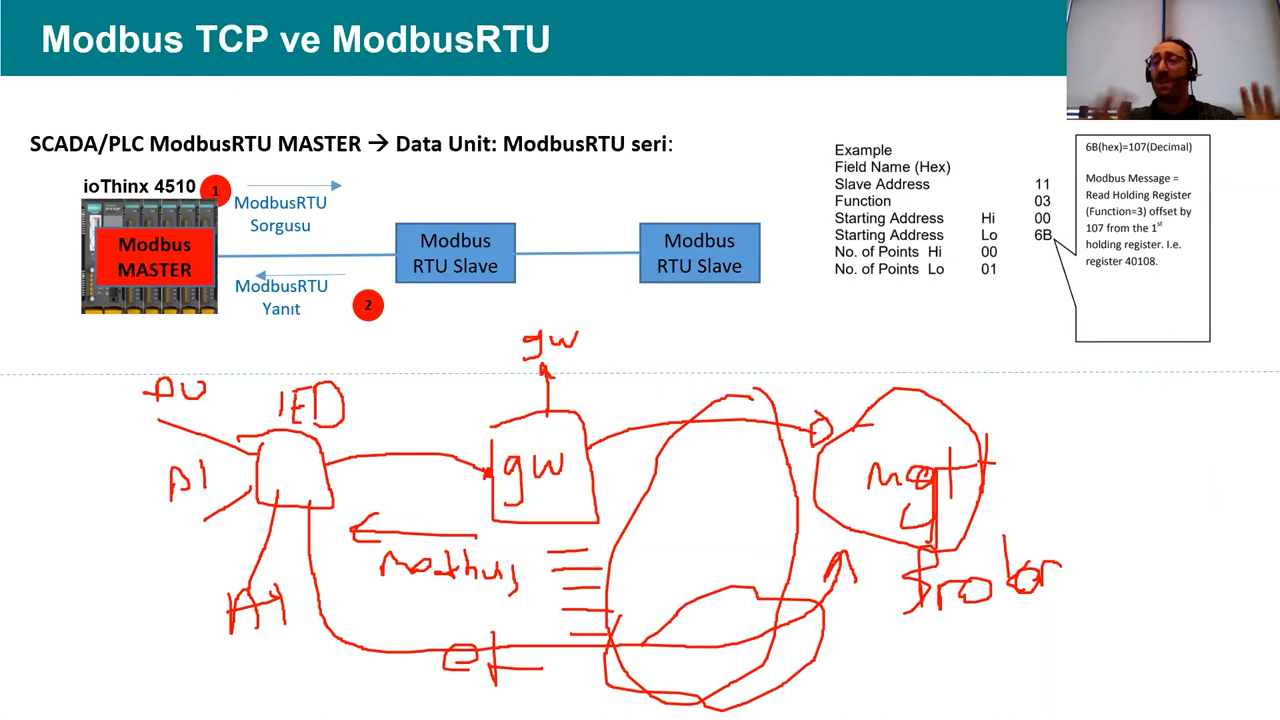 Modbus TCP ve ModbusRTU
SCADA/PLC ModbusRTU MASTER → Data Unit: ModbusRTU seri:
ioThinx 4510
1
ModbusRTU
Sorgusu
Modbus
MASTER
Modbus
RTU Slave
Modbus
RTU Slave
ModbusRTU
Yanıt
2
Example
Field Name (Hex)
Slave Address 11
Function 03
Starting Address Hi 00
Starting Address Lo 6B
No. of Points Hi 00
No. of Points Lo 01
6B(hex)=107(Decimal)
Modbus Message =
Read Holding Register
(Function=3) offset by
107 from the 1st
holding register. I.e.
register 40108.
gw
IED
gw
Modbus